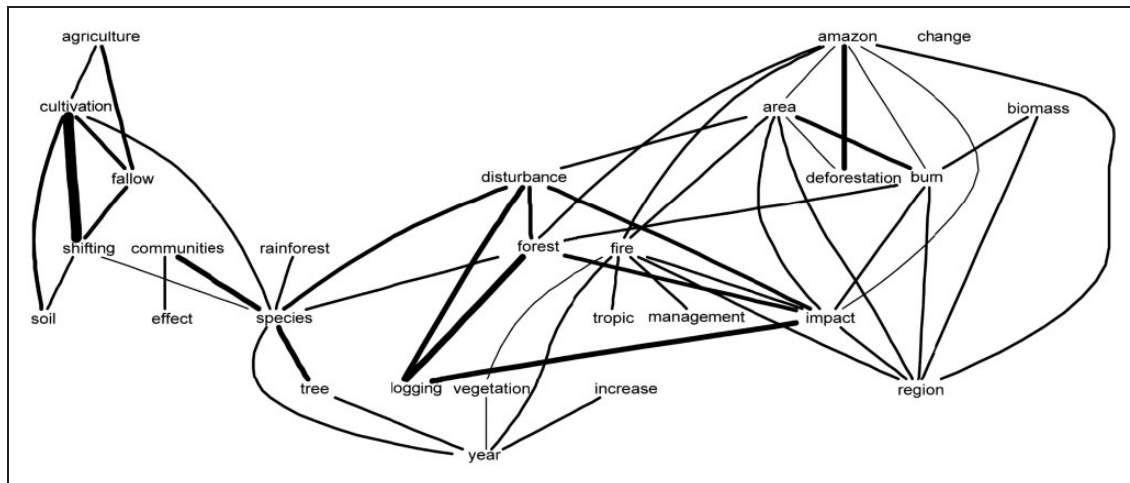 agriculture
amazon
change
cultivation
area
biomass
fallow
disturbance
deforestation
burn
shifting
communities
rainforest
forest
fire
soil
effect
species
tropic
management
impact
tree
logging
vegetation
increase
region
year